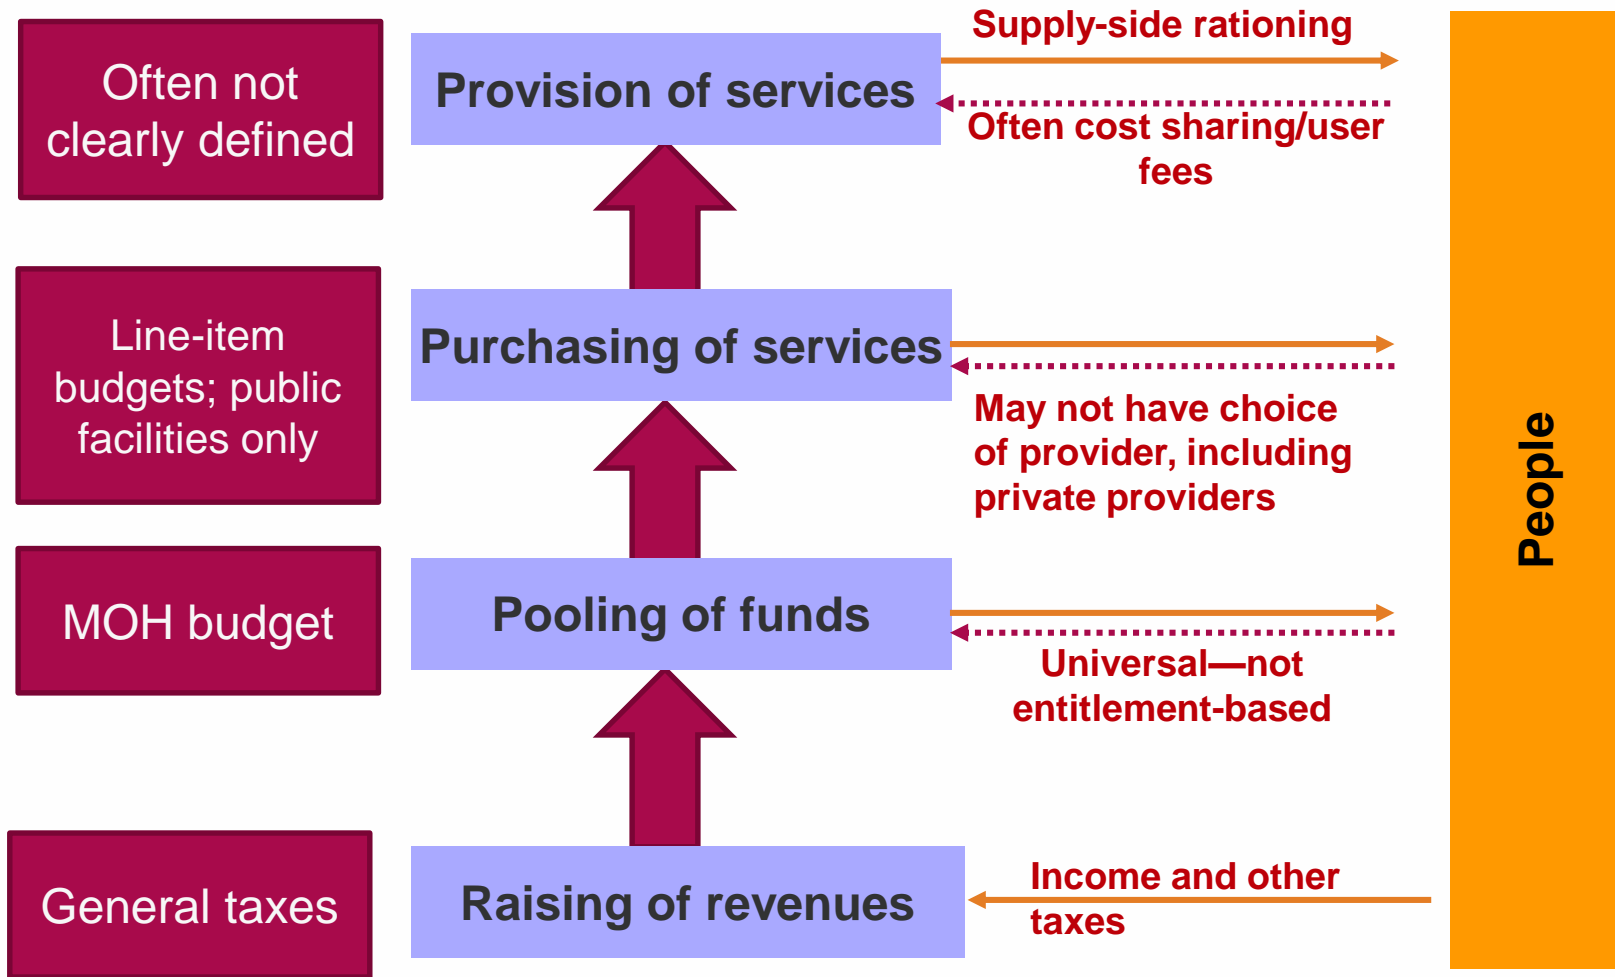 Often not
clearly defined
Provision of services
Supply-side rationing
Often cost sharing/user
fees
Line-item
budgets; public
facilities only
Purchasing of services
May not have choice
of provider, including
private providers
MOH budget
Pooling of funds
Universal—not
entitlement-based
General taxes
Raising of revenues
Income and other
taxes
People